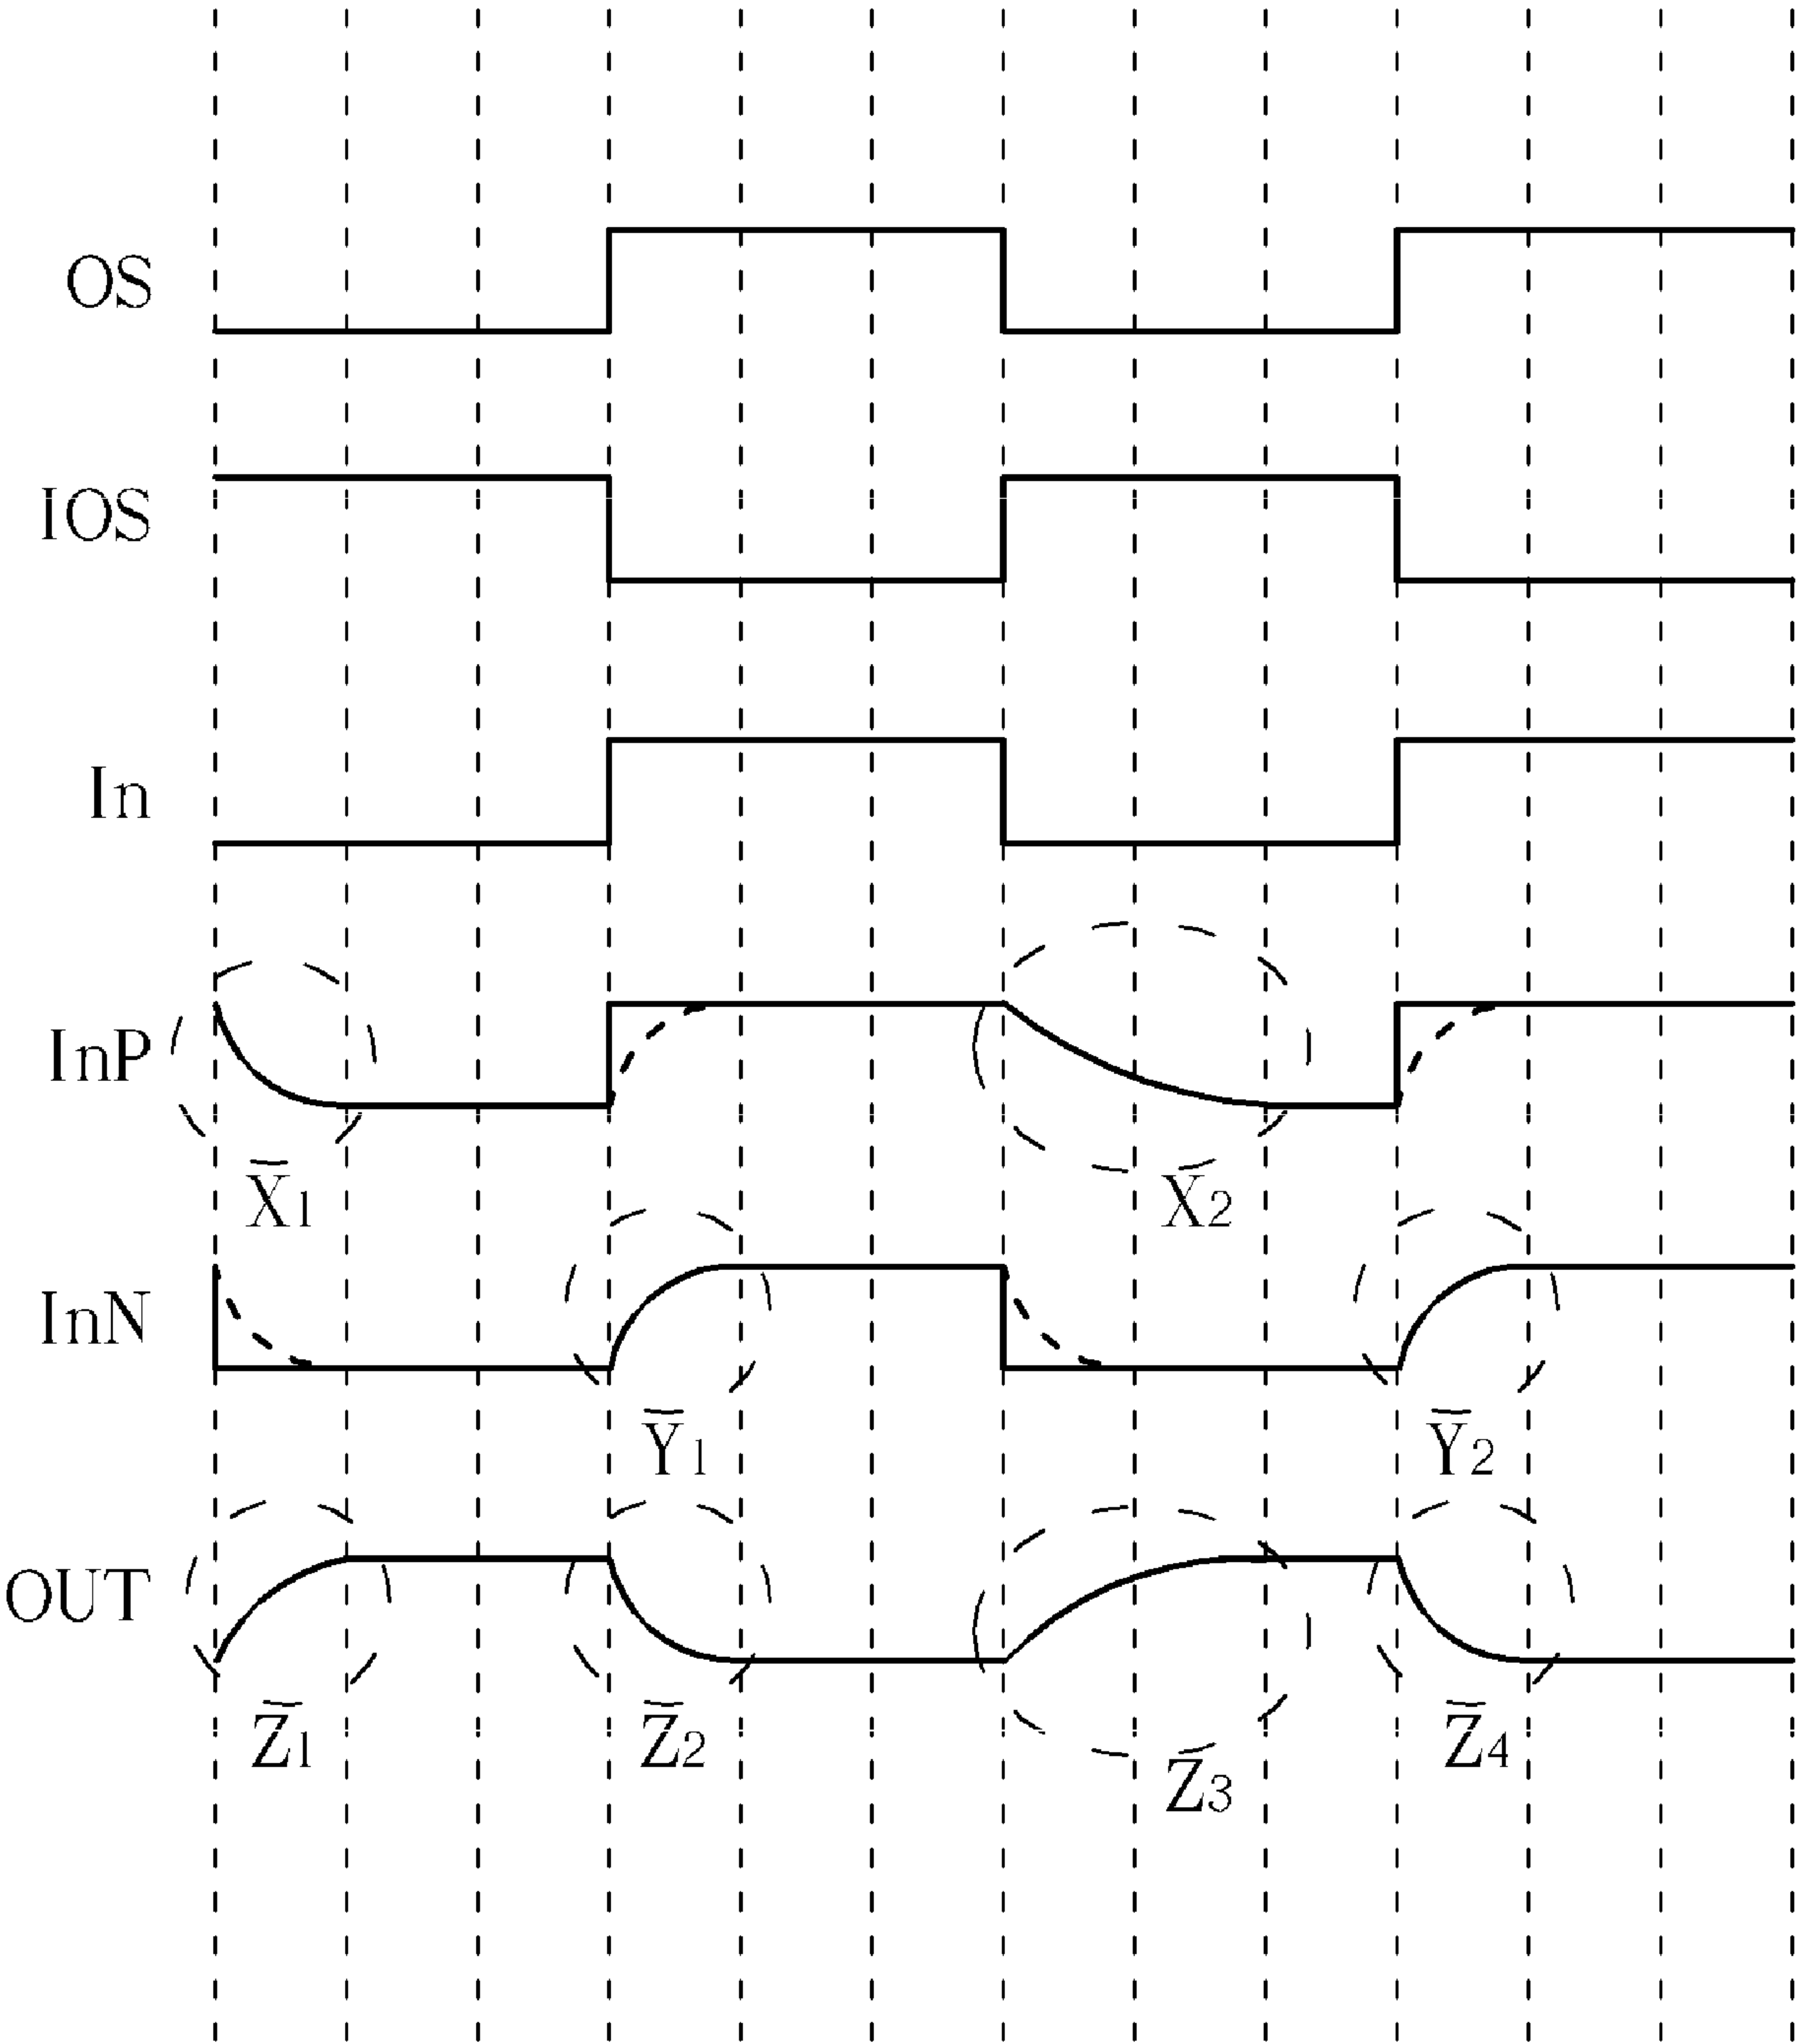 OS
IOS
In
InP
X1 X2
InN
Y1 Y2
OUT
Z1 Z2 Z3 Z4